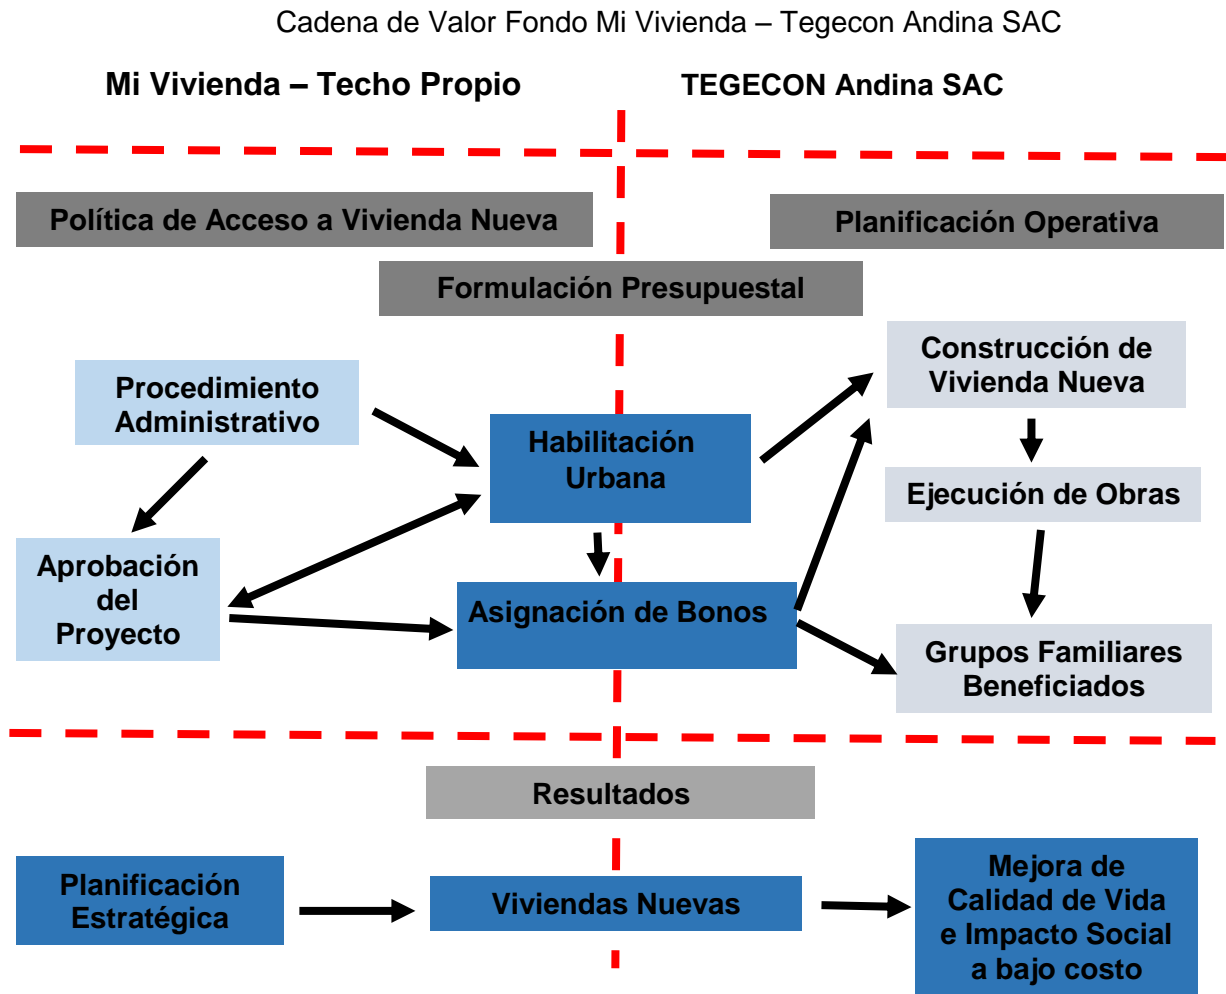 Cadena de Valor Fondo Mi Vivienda – Tegecon Andina SAC
Mi Vivienda – Techo Propio
TEGECON Andina SAC
Política de Acceso a Vivienda Nueva
Planificación Operativa
Formulación Presupuestal
Procedimiento
Administrativo
Habilitación
Urbana
Construcción de
Vivienda Nueva
Ejecución de Obras
Aprobación
del
Proyecto
Asignación de Bonos
Grupos Familiares
Beneficiados
Resultados
Planificación
Estratégica
Viviendas Nuevas
Mejora de
Calidad de Vida
e Impacto Social
a bajo costo